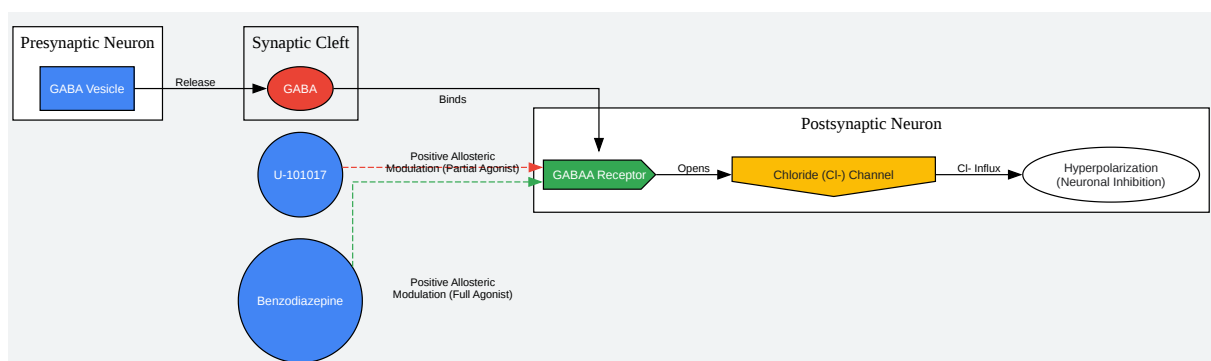 Presynaptic Neuron
GABA Vesicle
Release
Synaptic Cleft
GABA
Binds
Postsynaptic Neuron
U-101017
Positive Allosteric
Modulation (Partial Agonist)
GABAA Receptor
Opens
Chloride (Cl-) Channel
Cl- Influx
Hyperpolarization
(Neuronal Inhibition)
Benzodiazepine
Positive Allosteric
Modulation (Full Agonist)